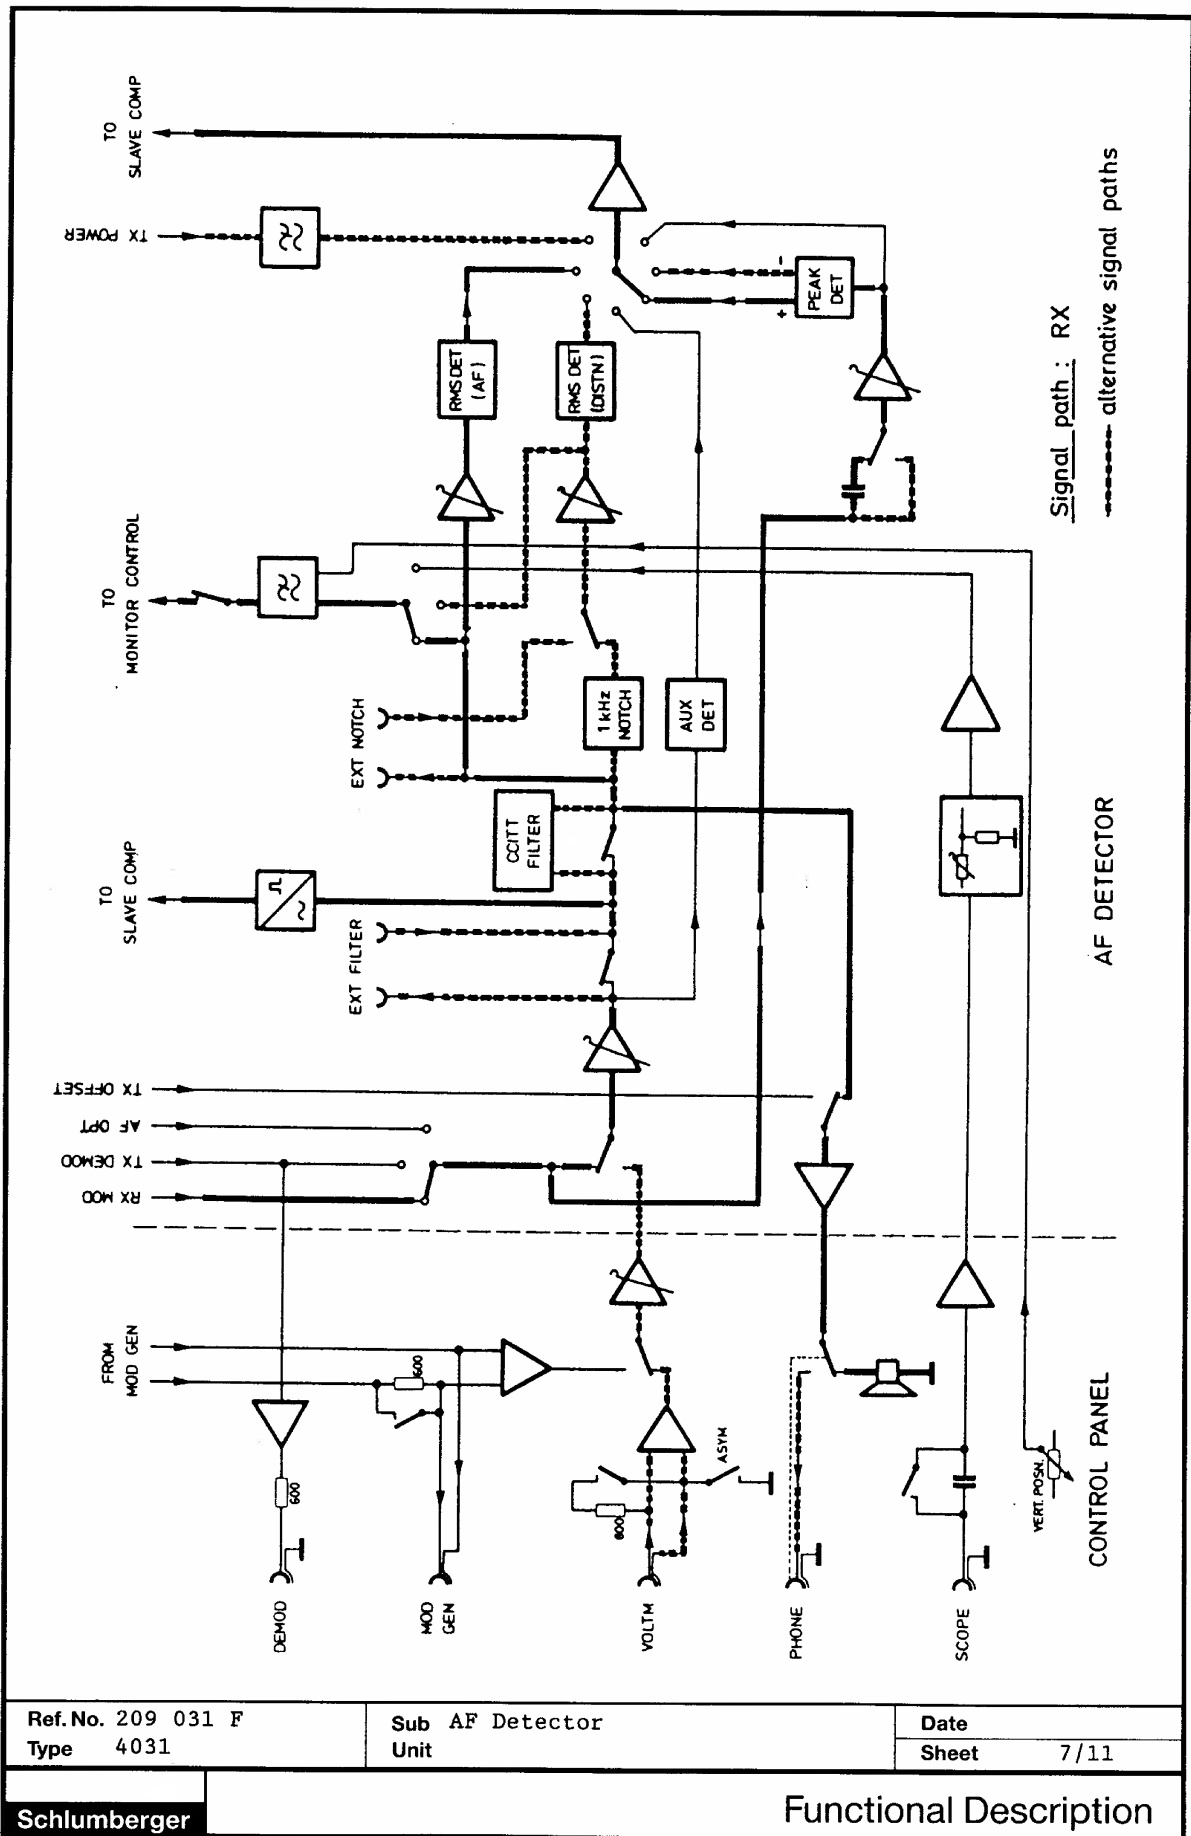 TO
SLAVE COMP
TX POWER
TO
MONITOR CONTROL
EXT NOTCH
TO
SLAVE COMP
EXT FILTER
TX OFFSET
AF OPT
TX DEMOD
RX MOD
FROM
MOD GEN
DEMOD
MOD
GEN
VOLTM
PHONE
SCOPE
600
600
600
ASYM
VERT. POSN.
RMS DET
(AF)
RMS DET
(DISTN)
PEAK
DET
+
-
1 kHz
NOTCH
AUX
DET
CCITT
FILTER
CONTROL PANEL
AF DETECTOR
Signal path : RX
alternative signal paths
Ref. No. 209 031 F
Type 4031
Sub AF Detector
Unit
Date
Sheet 7/11
Schlumberger
Functional Description